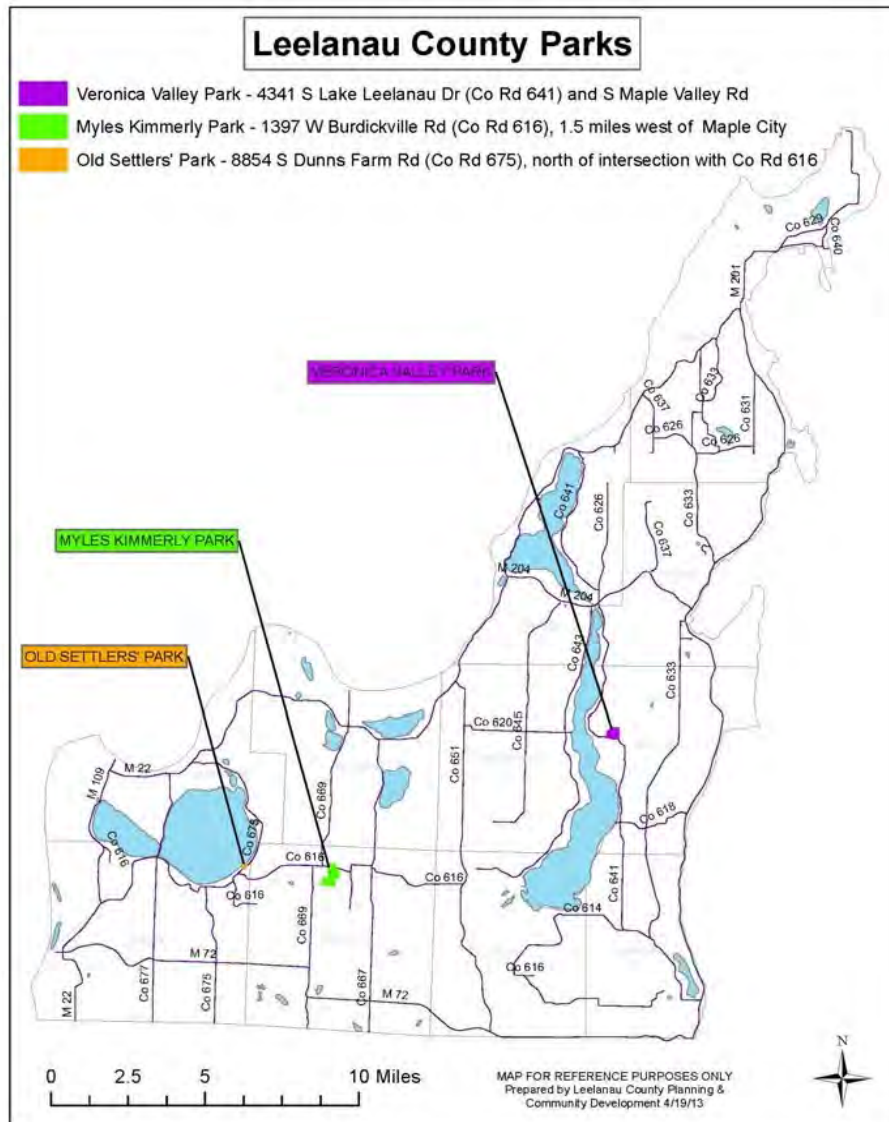 Leelanau County Parks
Veronica Valley Park - 4341 S Lake Leelanau Dr (Co Rd 641) and S Maple Valley Rd
Myles Kimmerly Park - 1397 W Burdickville Rd (Co Rd 616), 1.5 miles west of Maple City
Old Settlers' Park - 8854 S Dunns Farm Rd (Co Rd 675), north of intersection with Co Rd 616
Co 629
Co 640
M 201
VERONICA VALLEY PARK
Co 633
Co 637
Co 631
Co 626
Co 626
Co 641
Co 626
Co 633
MYLES KIMMERLY PARK
Co 637
M 204
M 204
OLD SETTLERS' PARK
Co 643
Co 633
Co 620
Co 645
Co 651
M 22
M 109
Co 669
Co 675
Co 618
Co 616
Co 616
Co 616
Co 641
Co 616
Co 669
Co 614
M 72
Co 616
Co 677
Co 675
Co 667
M 22
M 72
N
0 2.5 5 10 Miles
MAP FOR REFERENCE PURPOSES ONLY
Prepared by Leelanau County Planning &
Community Development 4/19/13